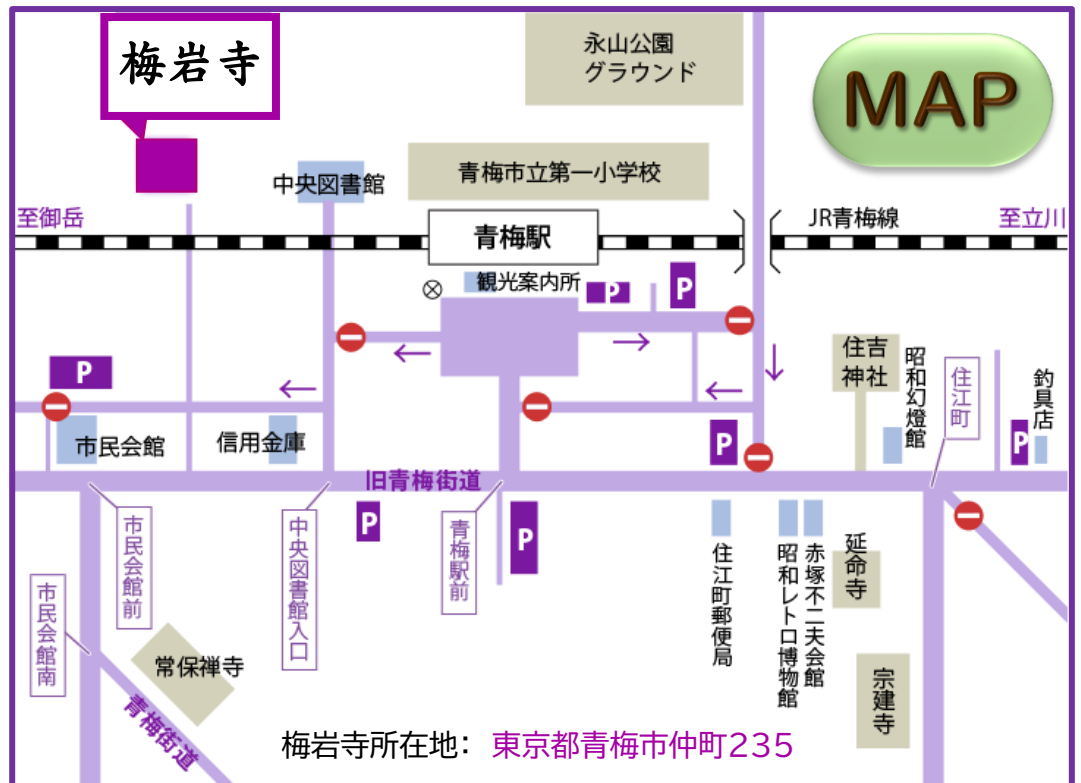 梅岩寺
永山公園
グラウンド
MAP
中央図書館
青梅市立第一小学校
至御岳
青梅駅
JR青梅線
至立川
観光案内所
P
P
住吉
神社
昭和幻燈館
住江町
釣具店
P
市民会館
信用金庫
P
P
旧青梅街道
市民会館前
中央図書館入口
P
青梅駅前
P
住江町郵便局
昭和レトロ博物館
赤塚不二夫会館
延命寺
市民会館南
常保禅寺
宗建寺
青梅街道
梅岩寺所在地： 東京都青梅市仲町235